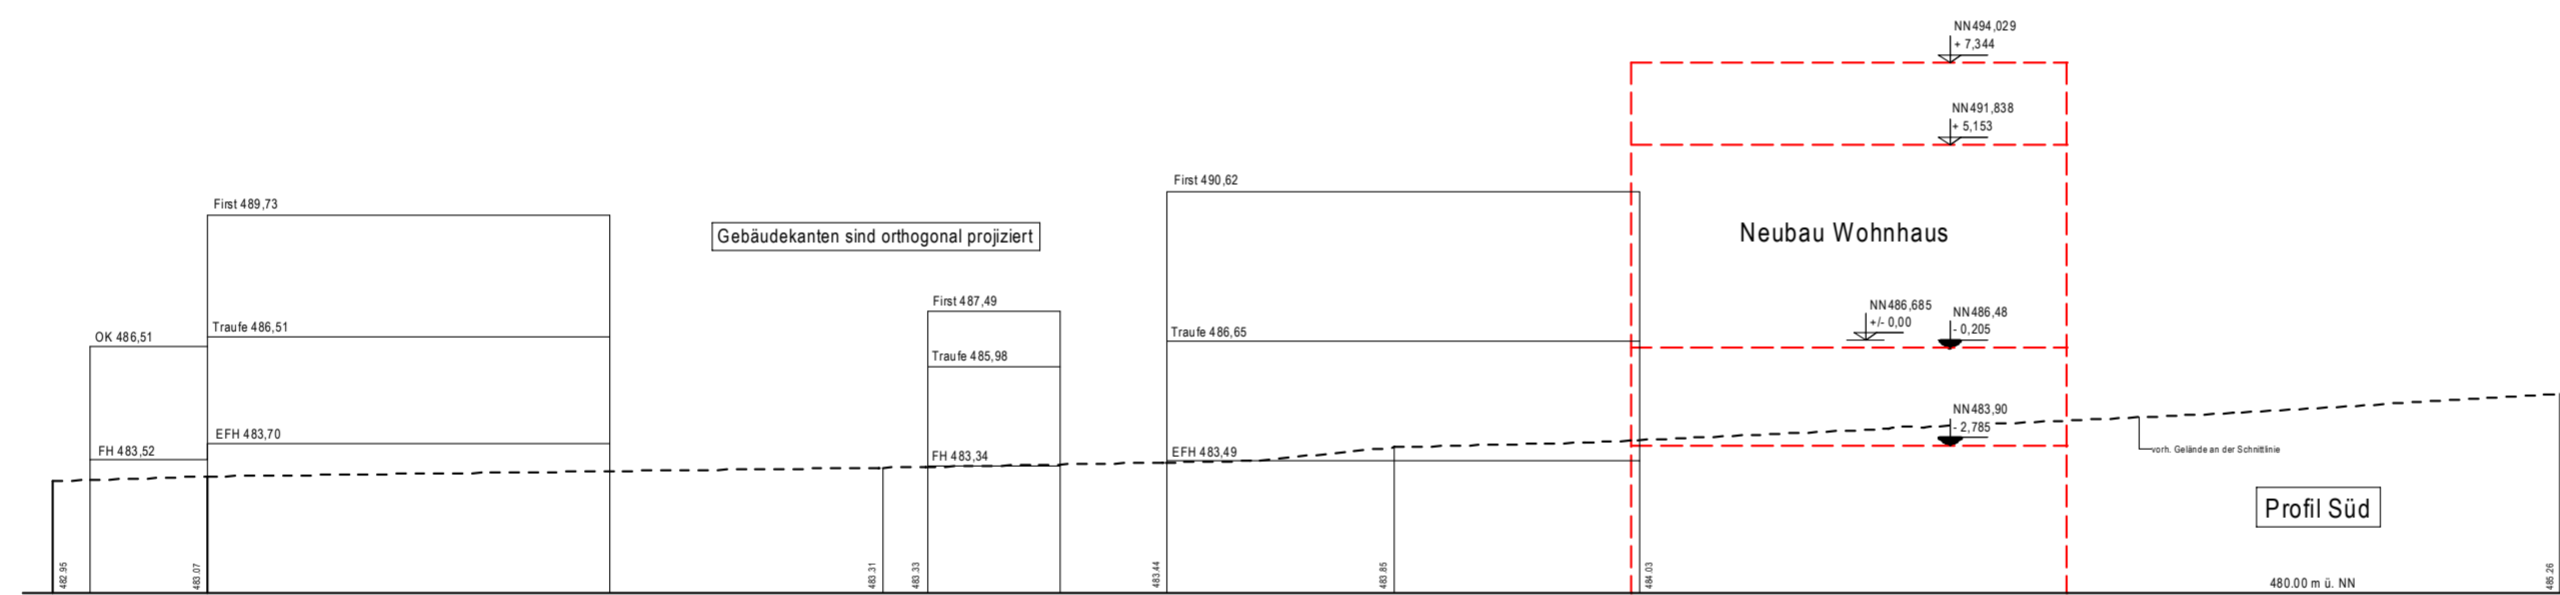 NN494,029
+ 7,344
NN491,838
+ 5,153
First 490,62
First 489,73
Gebäudekanten sind orthogonal projiziert
Neubau Wohnhaus
First 487,49
NN486,685
+/- 0,00
NN486,48
- 0,205
Traufe 486,51
Traufe 486,65
OK 486,51
Traufe 485,98
NN483,90
- 2,785
EFH 483,70
FH 483,52
FH 483,34
EFH 483,49
vorh. Gelände an der Schnittlinie
Profil Süd
482.95
483.07
483.31
483.33
483.44
483.85
484.03
480.00 m ü. NN
485.26